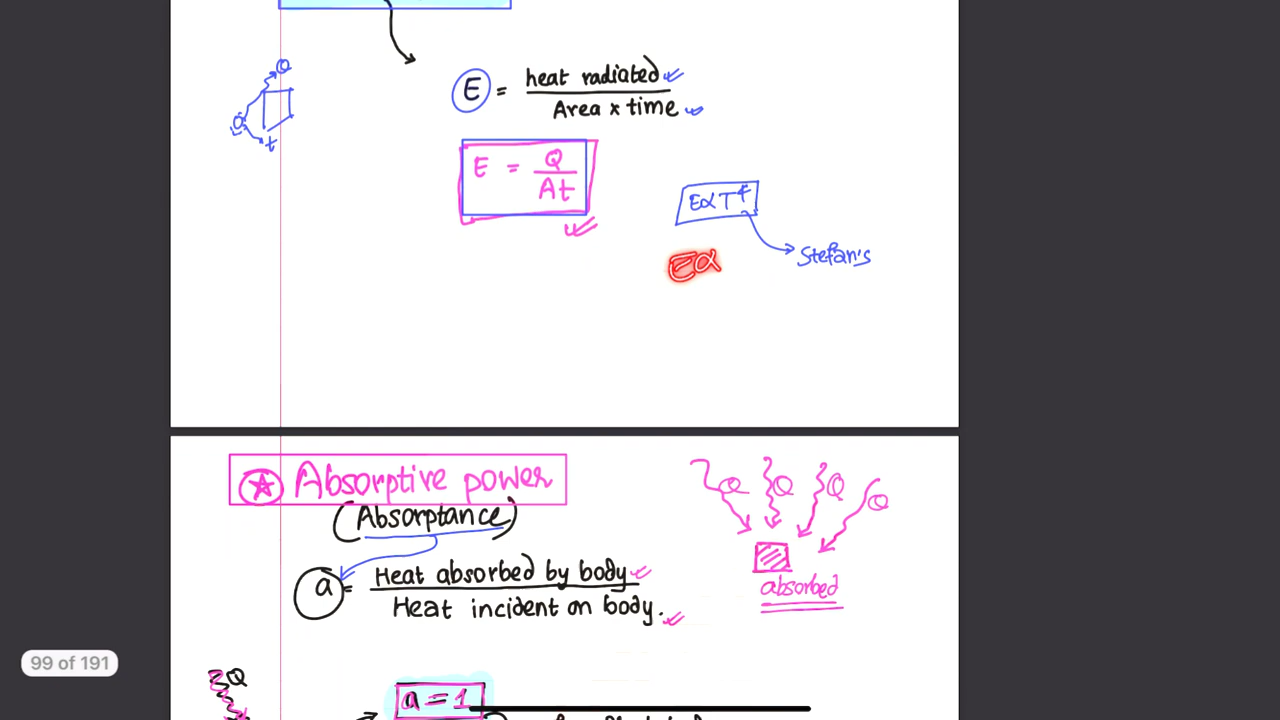 Q
E = heat radiated
Area x time
Q
t
E = Q
At
E∝T⁴
Stefan's
E∝
Absorptive power
(Absorptance)
Q Q Q Q
a = Heat absorbed by body
Heat incident on body.
absorbed
99 of 191
Q
a = 1